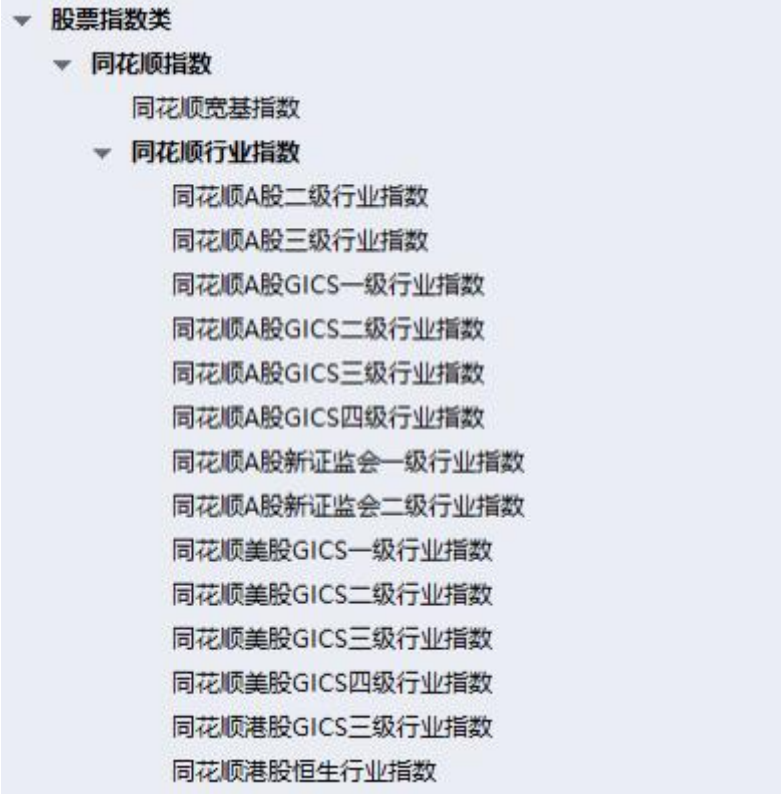 股票指数类
同花顺指数
同花顺宽基指数
同花顺行业指数
同花顺A股二级行业指数
同花顺A股三级行业指数
同花顺A股GICS一级行业指数
同花顺A股GICS二级行业指数
同花顺A股GICS三级行业指数
同花顺A股GICS四级行业指数
同花顺A股新证监会一级行业指数
同花顺A股新证监会二级行业指数
同花顺美股GICS一级行业指数
同花顺美股GICS二级行业指数
同花顺美股GICS三级行业指数
同花顺美股GICS四级行业指数
同花顺港股GICS三级行业指数
同花顺港股恒生行业指数